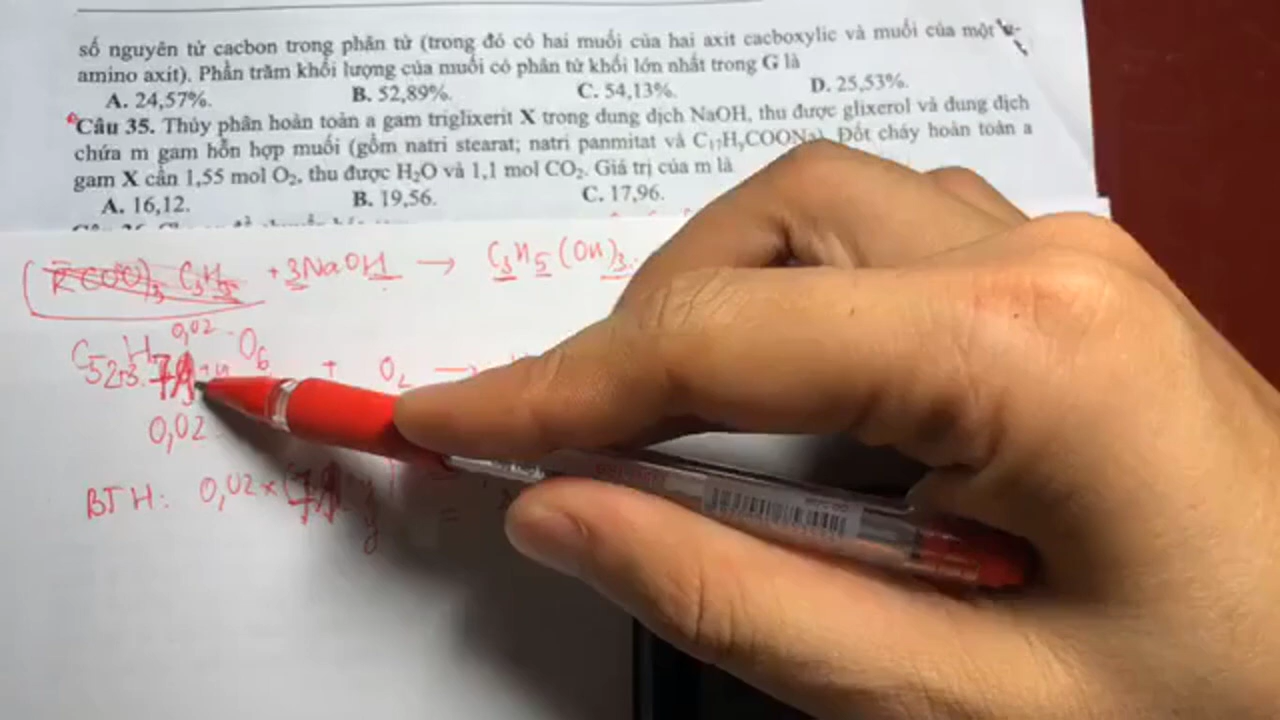 số nguyên tử cacbon trong phân tử (trong đó có hai muối của hai axit cacboxylic và muối của một
amino axit). Phần trăm khối lượng của muối có phân tử khối lớn nhất trong G là
A. 24,57%. B. 52,89%. C. 54,13%. D. 25,53%.
Câu 35. Thủy phân hoàn toàn a gam triglixerit X trong dung dịch NaOH, thu được glixerol và dung dịch
chứa m gam hỗn hợp muối (gồm natri stearat; natri panmitat và C17HyCOONa). Đốt cháy hoàn toàn a
gam X cần 1,55 mol O2, thu được H2O và 1,1 mol CO2. Giá trị của m là
A. 16,12. B. 19,56. C. 17,96.
+ 3NaOH → C3H5(OH)3
0,02
O6 + O2 →
0,02
BTH: 0,02 ×
=